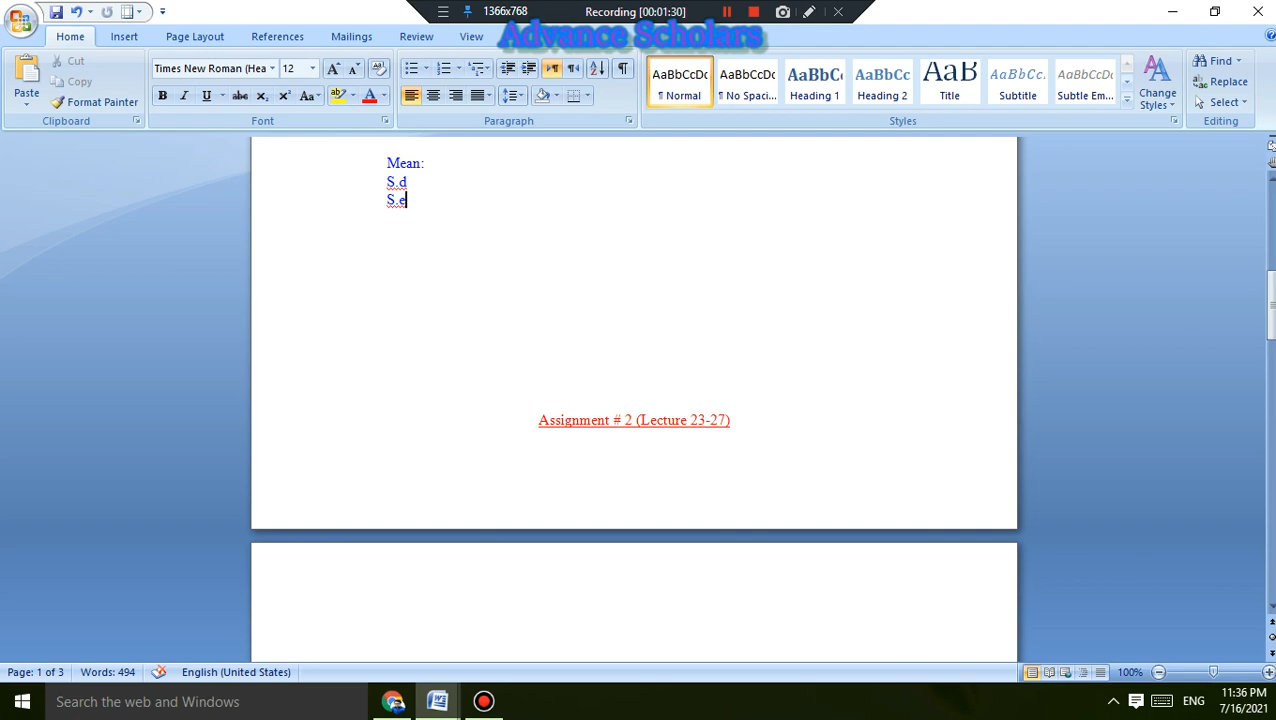 1366x768
Recording [00:01:30]
Home
Insert
Page Layout
References
Mailings
Review
View
Advance Scholars
Paste
Cut
Copy
Format Painter
Clipboard
Times New Roman (Hea
12
B I U abc x₂ x² Aa
Font
Paragraph
AaBbCcDc
¶ Normal
AaBbCcDc
¶ No Spaci...
AaBbC
Heading 1
AaBbCc
Heading 2
AaB
Title
AaBbCc.
Subtitle
AaBbCcDc
Subtle Em...
Change
Styles
Styles
Find
Replace
Select
Editing
Mean:
S.d
S.e
Assignment # 2 (Lecture 23-27)
Page: 1 of 3
Words: 494
English (United States)
100%
Search the web and Windows
ENG
11:36 PM
7/16/2021